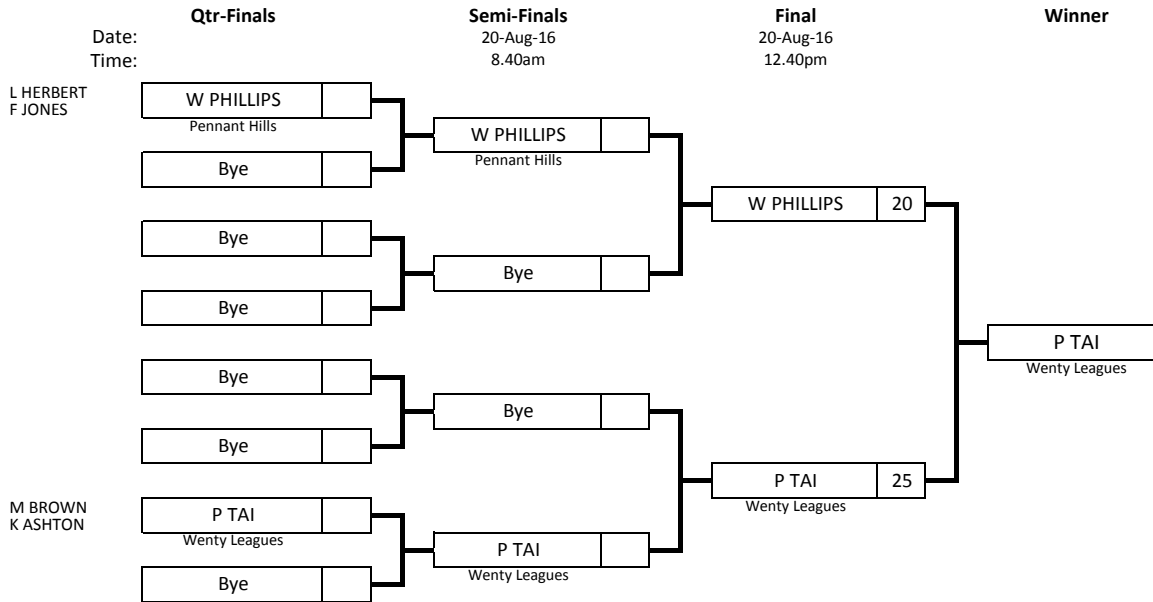 Qtr-Finals Semi-Finals Final Winner
Date: 20-Aug-16 20-Aug-16
Time: 8.40am 12.40pm
L HERBERT
F JONES
W PHILLIPS
Pennant Hills
W PHILLIPS
Pennant Hills
Bye
W PHILLIPS 20
Bye
Bye
Bye
P TAI
Wenty Leagues
Bye
Bye
Bye
P TAI 25
Wenty Leagues
M BROWN
K ASHTON
P TAI
Wenty Leagues
P TAI
Wenty Leagues
Bye